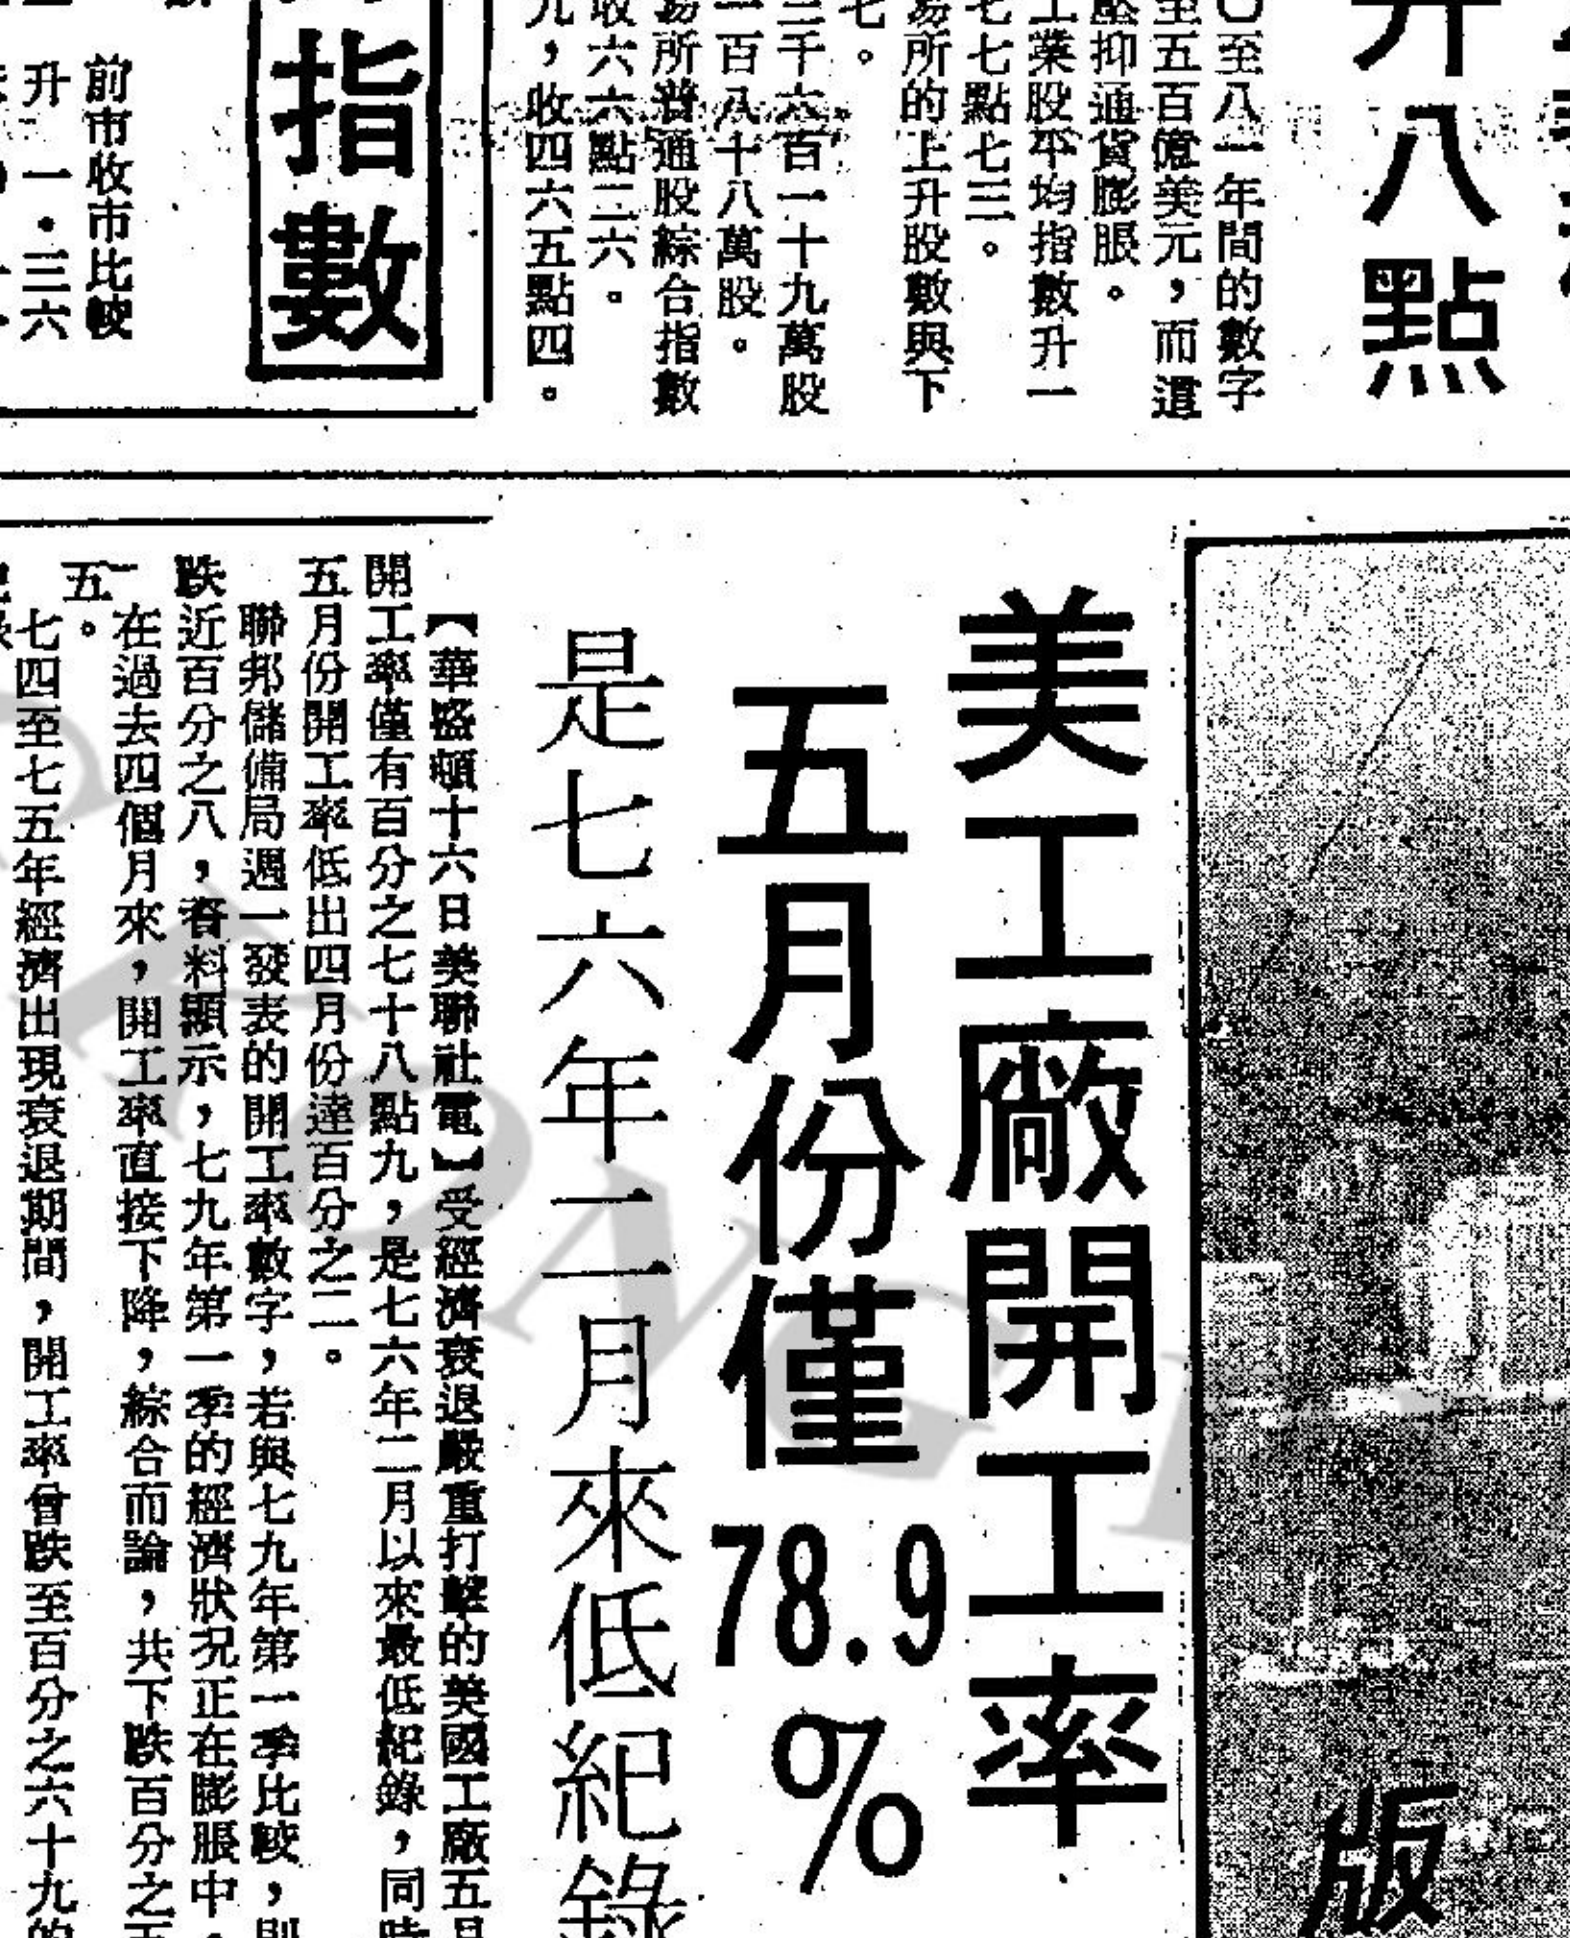 升八點
〇至八一年間的數字
至五百億美元，而這
壓抑通貨膨脹。
工業股平均指數升一
七七點七三。
易所的上升股數與下
七。
三千六百一十九萬股
一百八十八萬股。
易所普通股綜合指數
收六六點二六。
九，收四六五點四。
指數
前市收市比較
升一・三六
美工廠開工率
五月份僅78.9%
是七六年二月來低紀錄
【華盛頓十六日美聯社電】受經濟衰退嚴重打擊的美國工廠五月
開工率僅有百分之七十八點九，是七六年二月以來最低紀錄，同時
五月份開工率低出四月份達百分之二。
聯邦儲備局週一發表的開工率數字，若與七九年第一季比較，則
跌近百分之八，資料顯示，七九年第一季的經濟狀况正在膨脹中。
在過去四個月來，開工率直接下降，綜合而論，共下跌百分之五
五。
七四至七五年經濟出現衰退期間，開工率曾跌至百分之六十九的
版
KONG